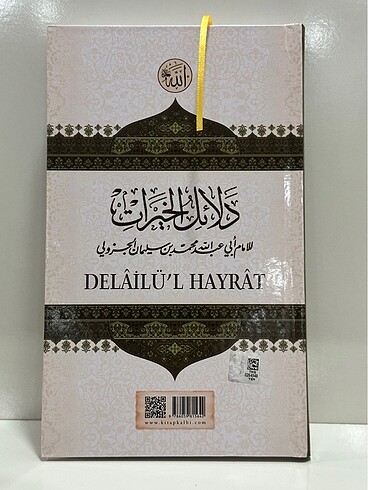 الله
دلائل الخيرات
للإمام أبي عبد الله محمد بن سليمان الجزولي
DELÂİLÜ'L HAYRÂT
www.kitapkalbi.com